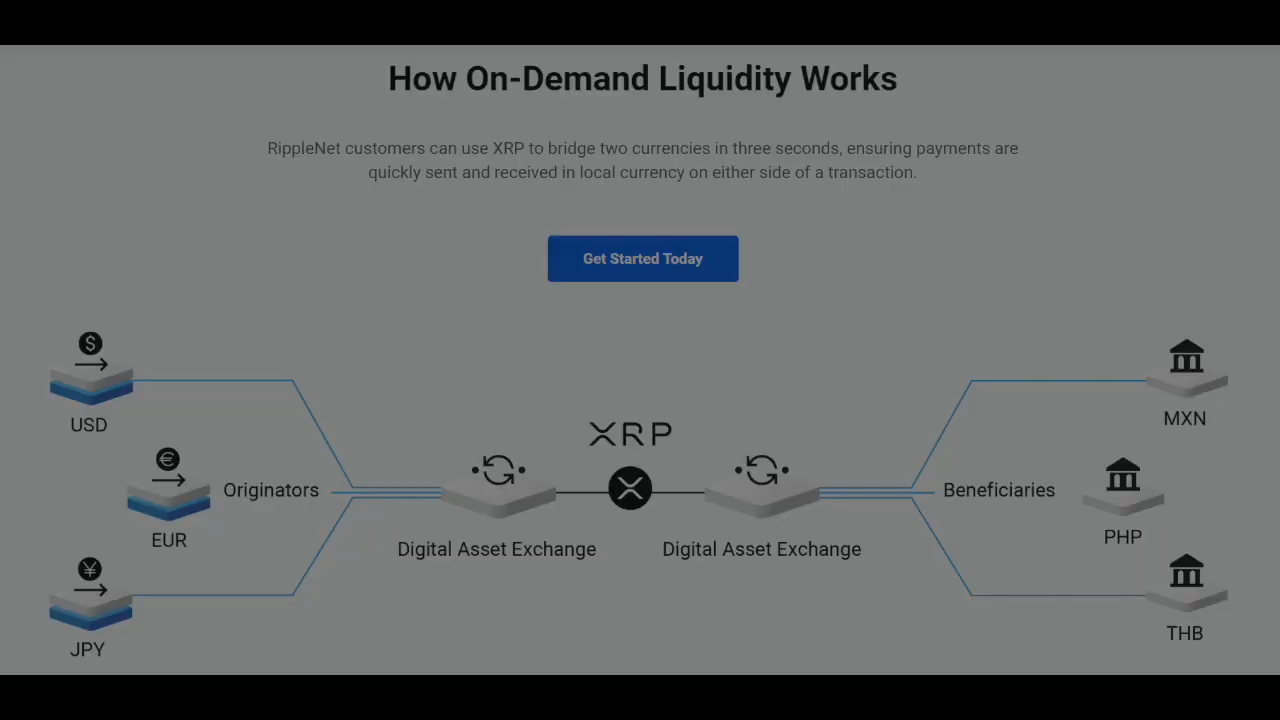 How On-Demand Liquidity Works
RippleNet customers can use XRP to bridge two currencies in three seconds, ensuring payments are
quickly sent and received in local currency on either side of a transaction.
Get Started Today
$
USD
€
EUR
¥
JPY
Originators
XRP
Digital Asset Exchange
Digital Asset Exchange
Beneficiaries
MXN
PHP
THB